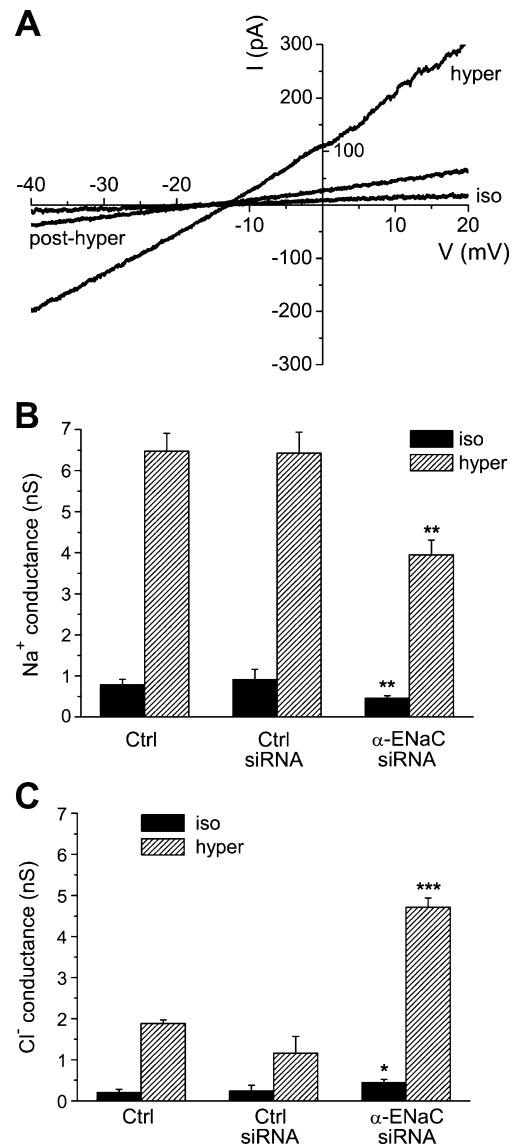 A
I (pA)
300
hyper
200
100
-40
-30
-20
iso
post-hyper
-10
0
10
20
V (mV)
-100
-200
-300
B
7
iso
6
hyper
5
**
4
3
2
**
1
0
Na⁺ conductance (nS)
Ctrl
Ctrl
siRNA
α-ENaC
siRNA
C
7
iso
6
hyper
5
***
4
3
2
1
*
0
Cl⁻ conductance (nS)
Ctrl
Ctrl
siRNA
α-ENaC
siRNA